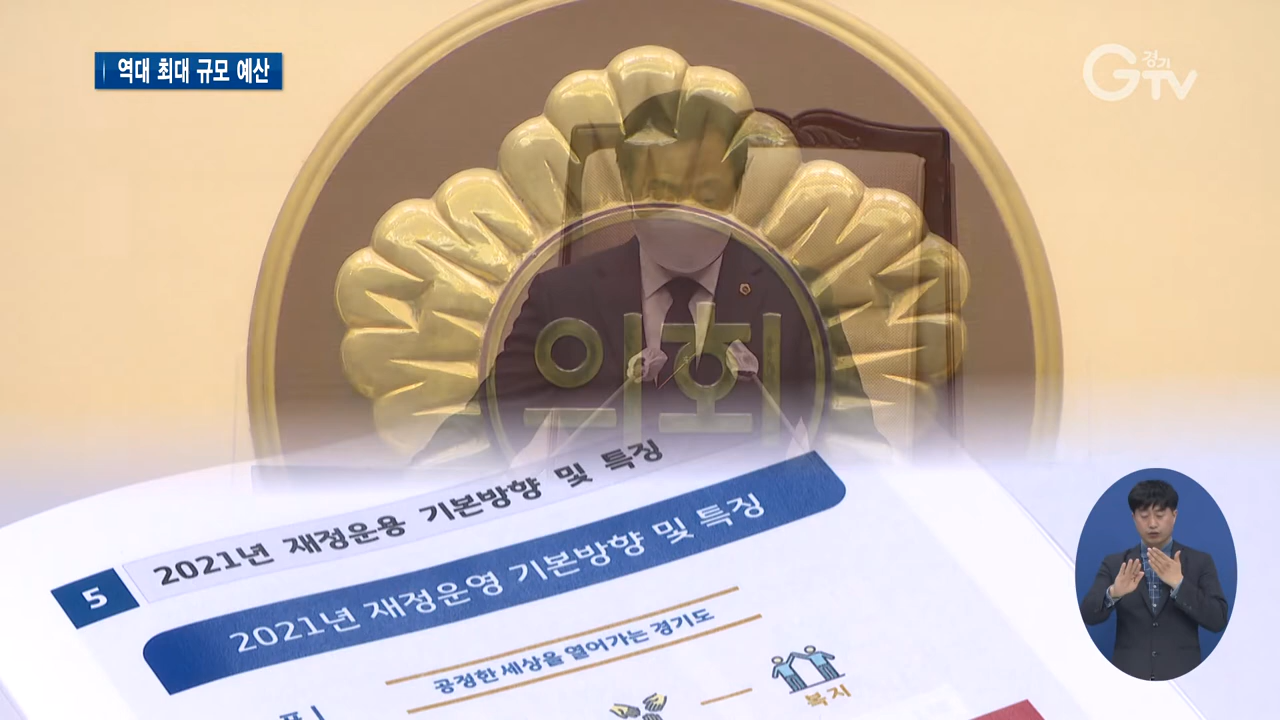 역대 최대 규모 예산
경기
GTV
의회
5 2021년 재정운용 기본방향 및 특징
2021년 재정운영 기본방향 및 특징
공정한 세상을 열어가는 경기도
복지